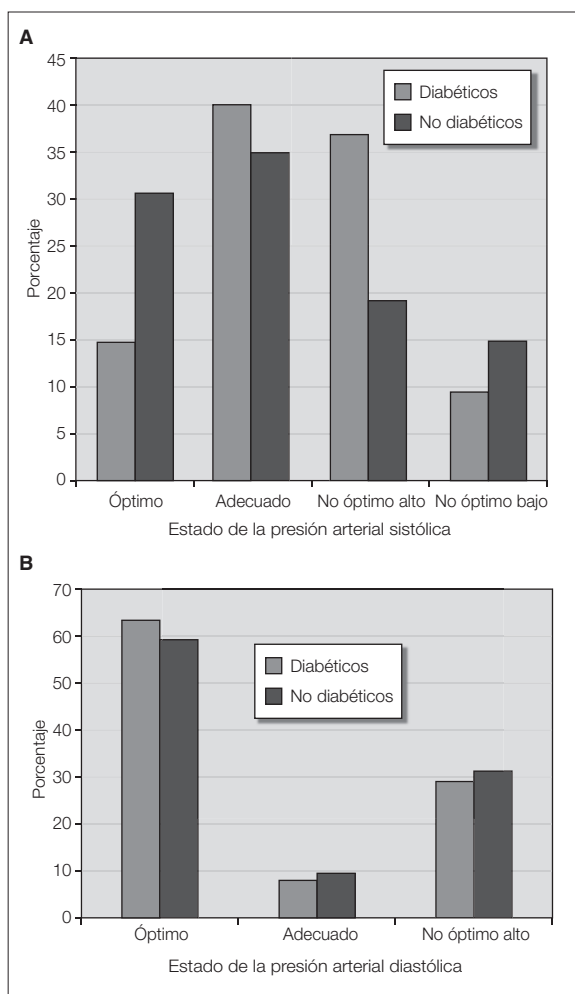 A
45
40
35
30
25
20
15
10
5
0
Porcentaje
Diabéticos
No diabéticos
Óptimo Adecuado No óptimo alto No óptimo bajo
Estado de la presión arterial sistólica
B
70
60
50
40
30
20
10
0
Porcentaje
Diabéticos
No diabéticos
Óptimo Adecuado No óptimo alto
Estado de la presión arterial diastólica